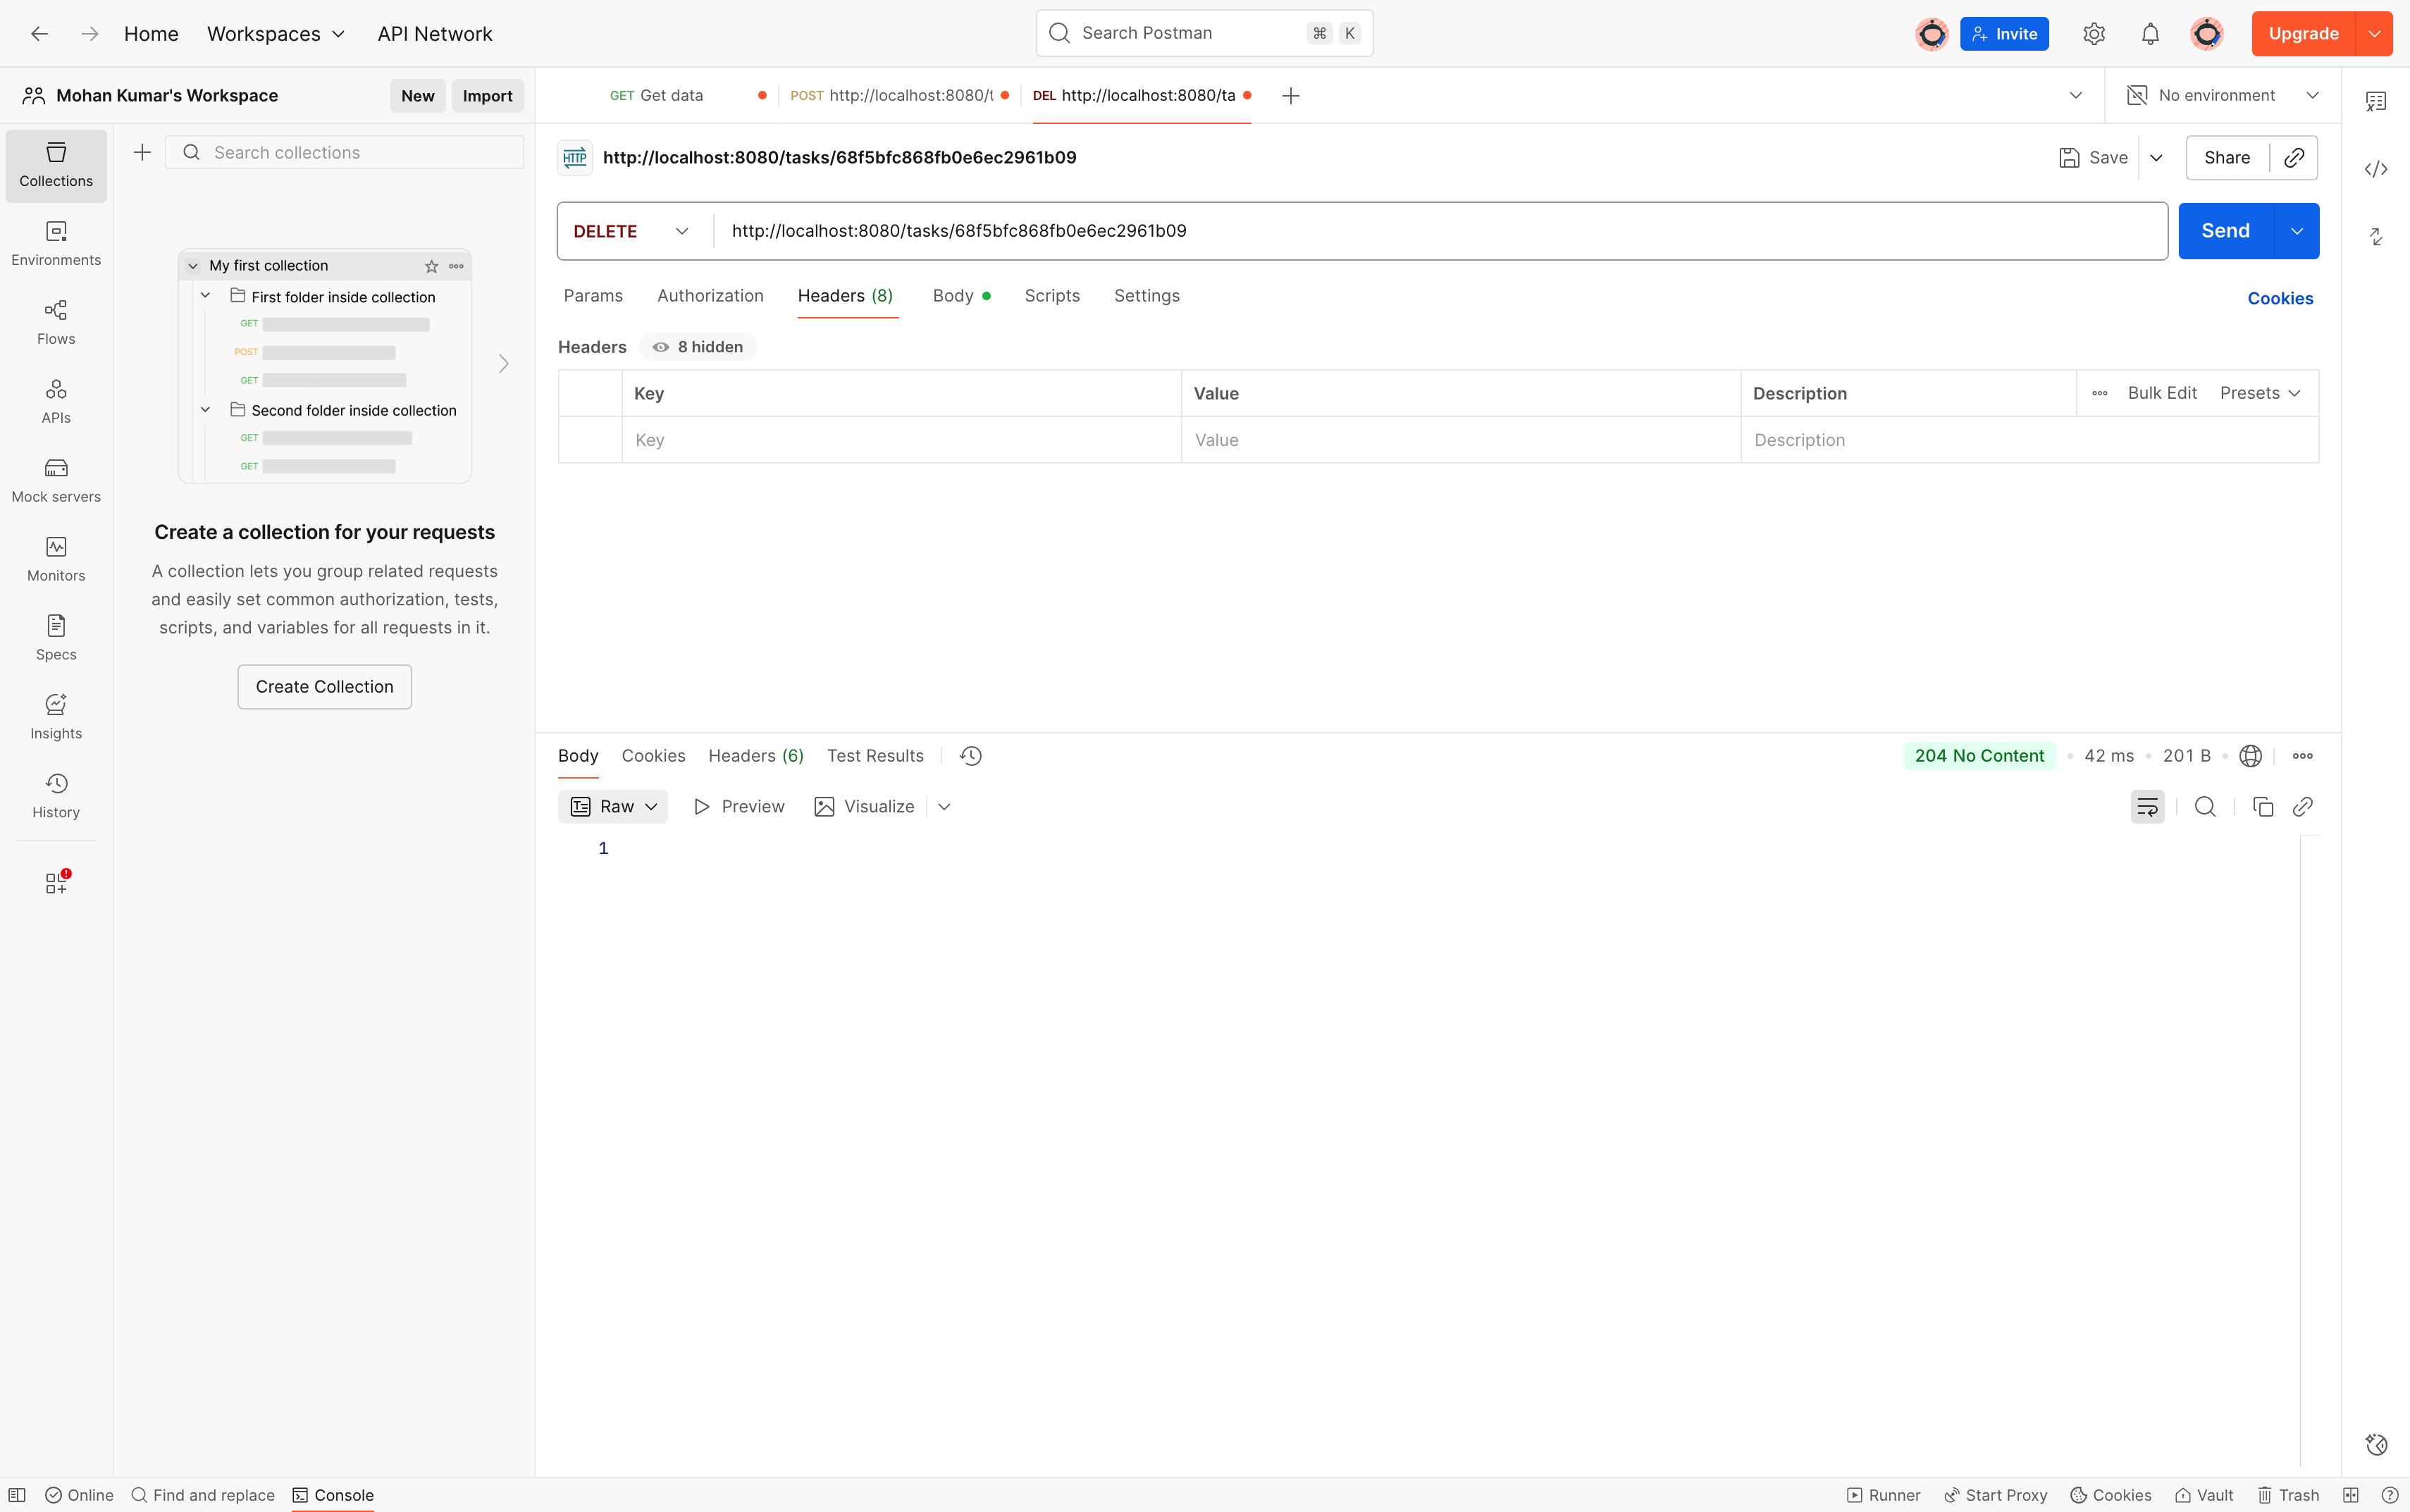 Home Workspaces API Network
Search Postman ⌘ K
Invite
Upgrade
Mohan Kumar's Workspace
New Import
GET Get data
POST http://localhost:8080/t
DEL http://localhost:8080/ta
No environment
Collections
Environments
Flows
APIs
Mock servers
Monitors
Specs
Insights
History
Search collections
My first collection
First folder inside collection
GET
POST
GET
Second folder inside collection
GET
GET
Create a collection for your requests
A collection lets you group related requests
and easily set common authorization, tests,
scripts, and variables for all requests in it.
Create Collection
HTTP http://localhost:8080/tasks/68f5bfc868fb0e6ec2961b09
Save Share
DELETE http://localhost:8080/tasks/68f5bfc868fb0e6ec2961b09
Send
Params Authorization Headers (8) Body Scripts Settings
Cookies
Headers 8 hidden
Key Value Description Bulk Edit Presets
Key Value Description
Body Cookies Headers (6) Test Results
204 No Content 42 ms 201 B
Raw Preview Visualize
1
Online Find and replace Console
Runner Start Proxy Cookies Vault Trash